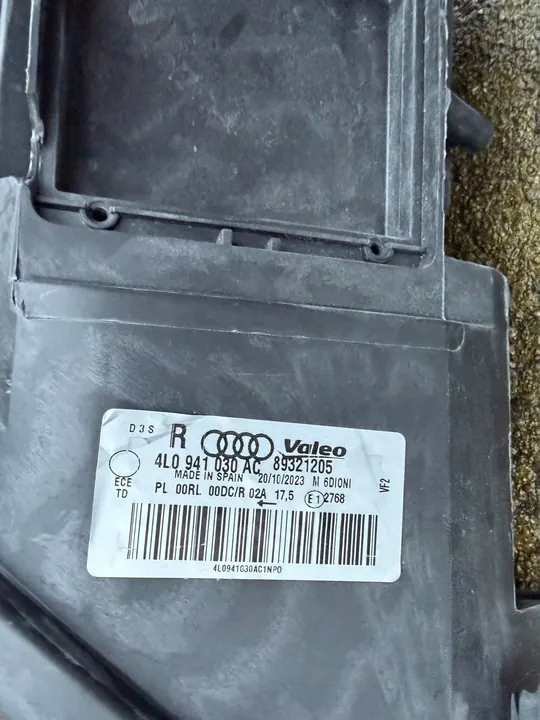 D3S R Valeo
4L0 941 030 AC 89321205
MADE IN SPAIN 20/10/2023 M 6DIONI
ECE PL 00RL 00DC/R 02A 17,5 E1 2768
TD
VF2
4L0941030AC1NPO